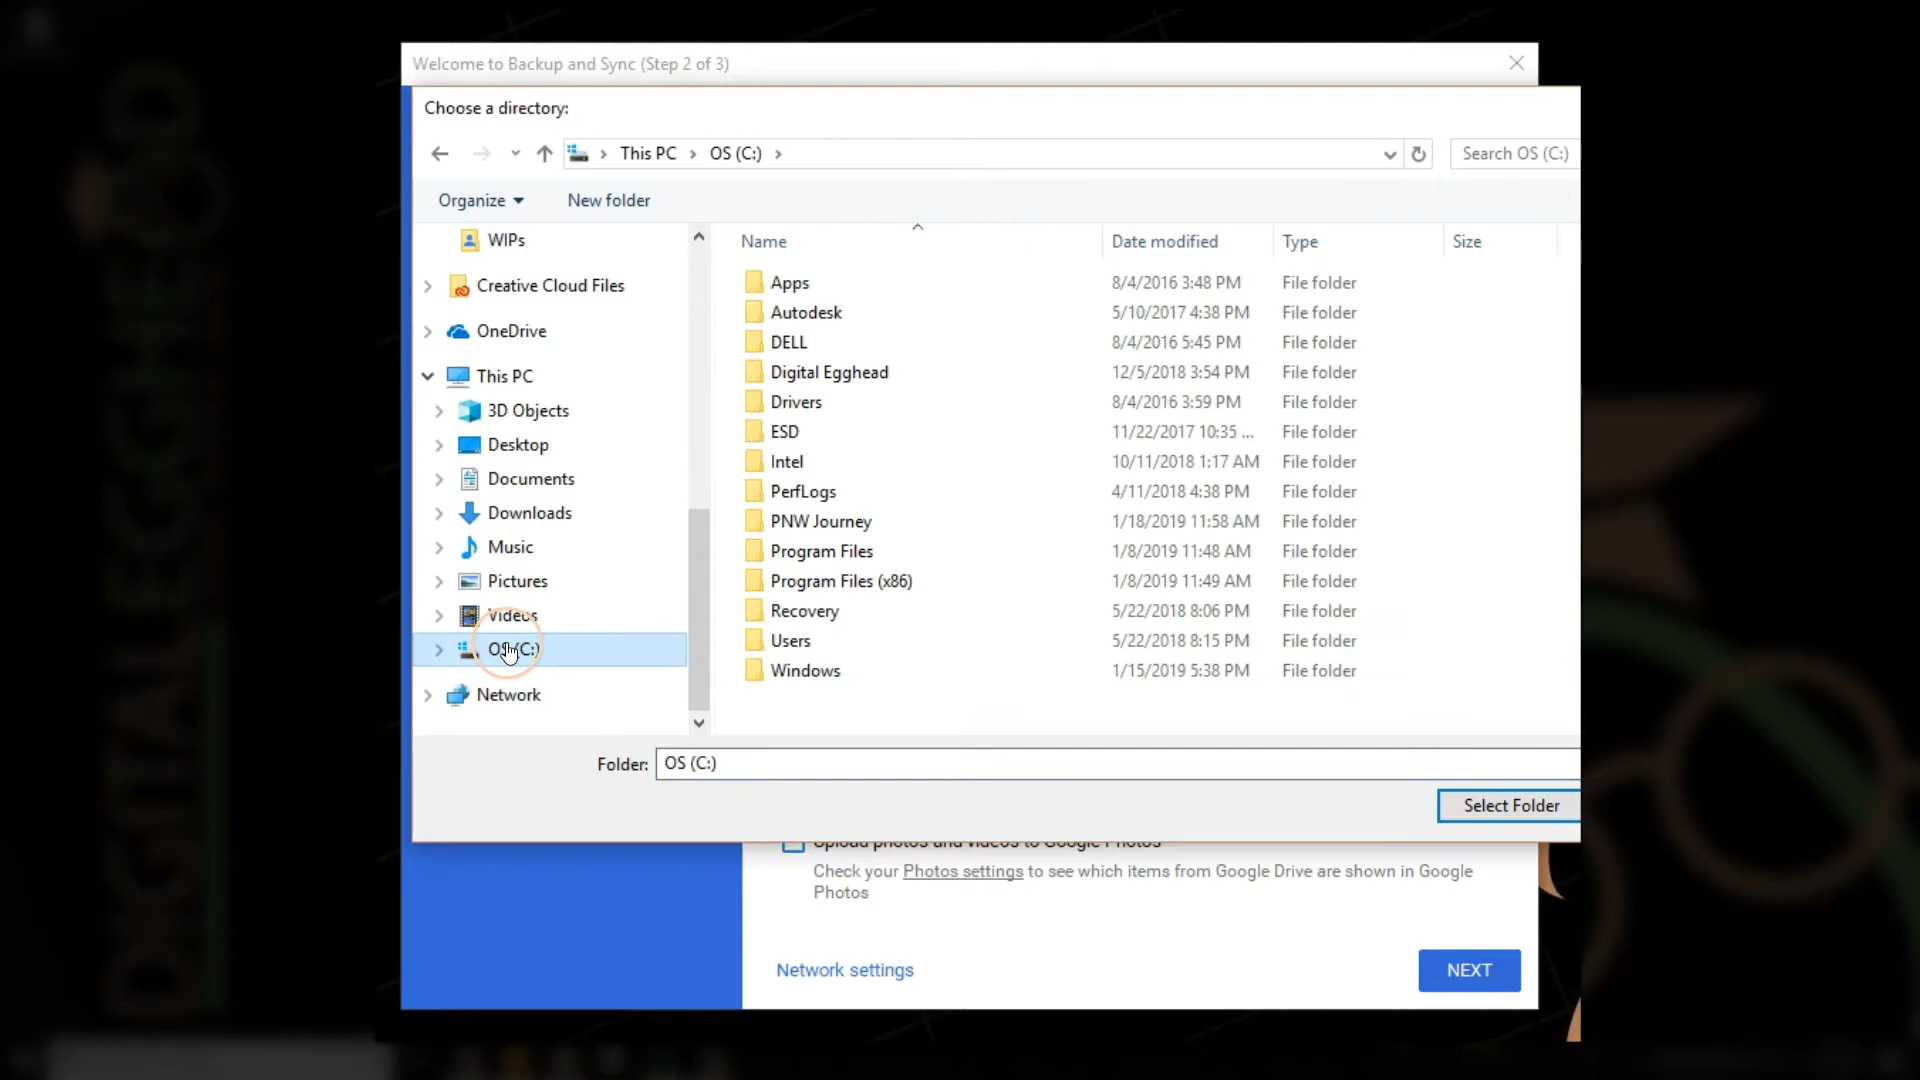 Welcome to Backup and Sync (Step 2 of 3)
Choose a directory:
This PC > OS (C:) >
Search OS (C:)
Organize
New folder
WIPs
Creative Cloud Files
OneDrive
This PC
3D Objects
Desktop
Documents
Downloads
Music
Pictures
Videos
OS (C:)
Network
Name Date modified Type Size
Apps 8/4/2016 3:48 PM File folder
Autodesk 5/10/2017 4:38 PM File folder
DELL 8/4/2016 5:45 PM File folder
Digital Egghead 12/5/2018 3:54 PM File folder
Drivers 8/4/2016 3:59 PM File folder
ESD 11/22/2017 10:35 ... File folder
Intel 10/11/2018 1:17 AM File folder
PerfLogs 4/11/2018 4:38 PM File folder
PNW Journey 1/18/2019 11:58 AM File folder
Program Files 1/8/2019 11:48 AM File folder
Program Files (x86) 1/8/2019 11:49 AM File folder
Recovery 5/22/2018 8:06 PM File folder
Users 5/22/2018 8:15 PM File folder
Windows 1/15/2019 5:38 PM File folder
Folder: OS (C:)
Select Folder
Upload photos and videos to Google Photos
Check your Photos settings to see which items from Google Drive are shown in Google
Photos
Network settings
NEXT
DIGITAL EGGHEAD